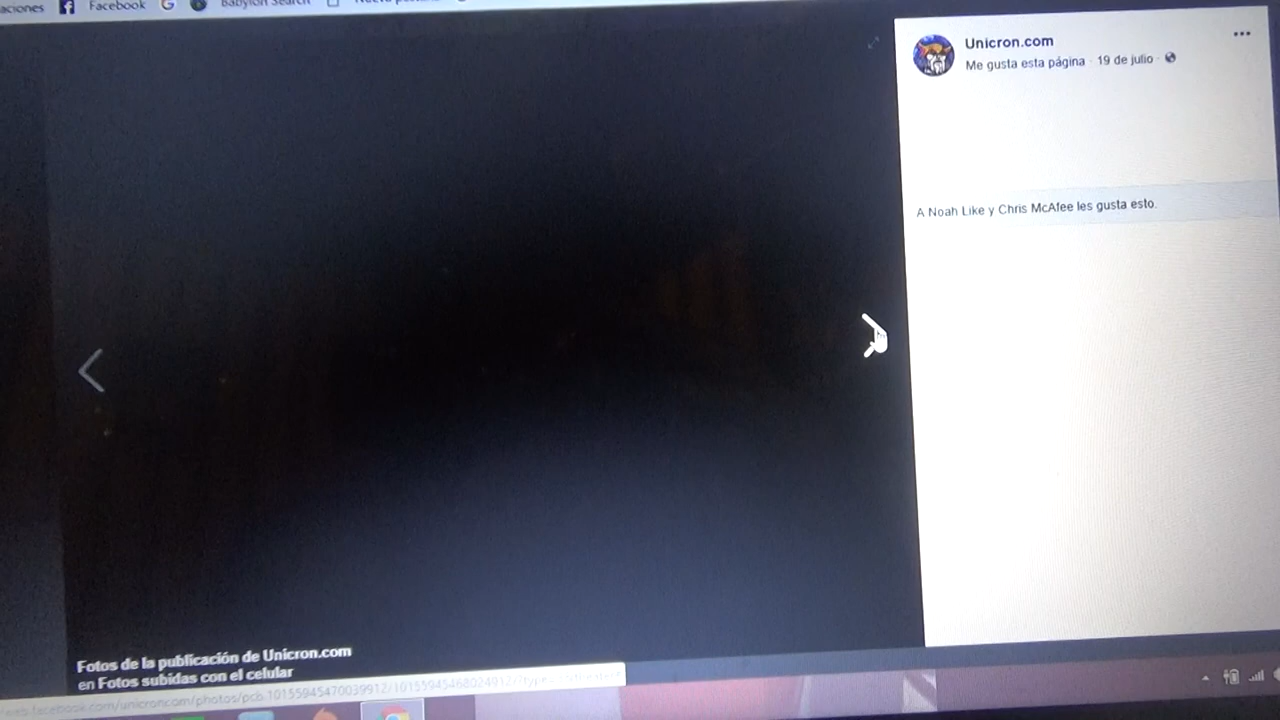 aciones Facebook Babylon Search
Unicron.com
Me gusta esta página · 19 de julio ·
A Noah Like y Chris McAfee les gusta esto.
Fotos de la publicación de Unicron.com
en Fotos subidas con el celular